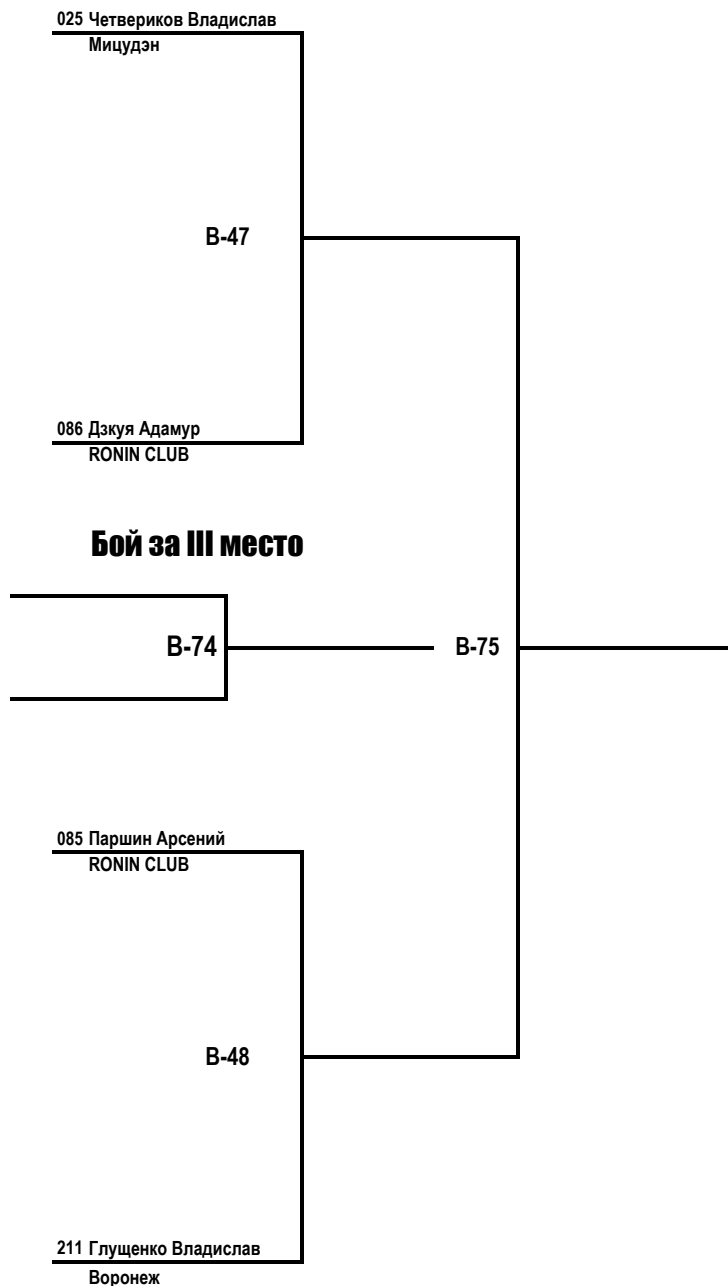 025 Четвериков Владислав
Мицудэн
B-47
086 Дзкуя Адамур
RONIN CLUB
Бой за III место
B-74
B-75
085 Паршин Арсений
RONIN CLUB
B-48
211 Глущенко Владислав
Воронеж